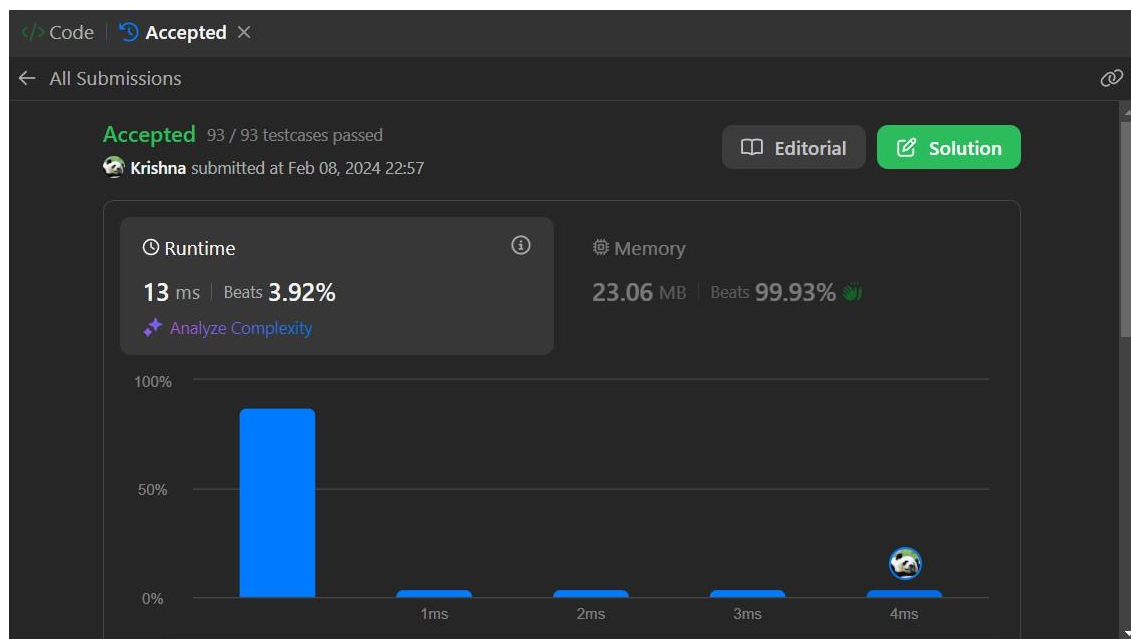 </> Code Accepted ×
All Submissions
Accepted 93 / 93 testcases passed
Krishna submitted at Feb 08, 2024 22:57
Editorial
Solution
Runtime
13 ms Beats 3.92%
Analyze Complexity
Memory
23.06 MB Beats 99.93%
100%
50%
0%
1ms 2ms 3ms 4ms